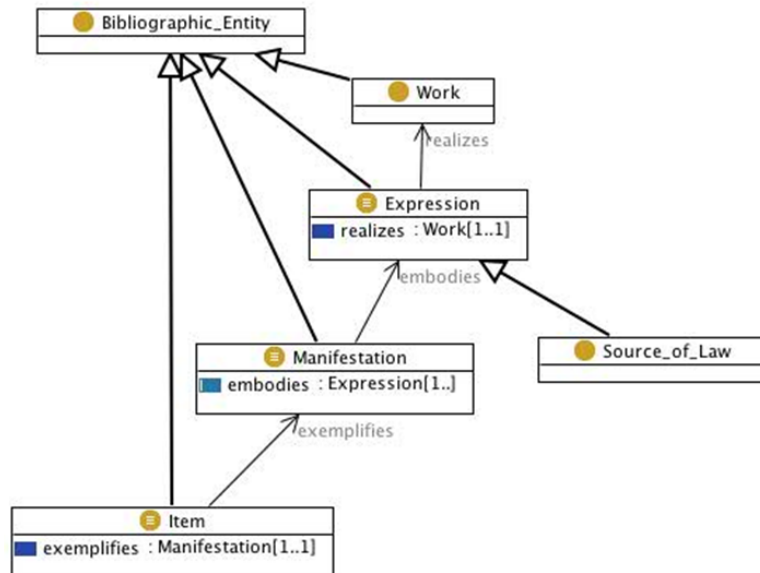 Bibliographic_Entity
Work
realizes
Expression
realizes : Work[1..1]
embodies
Source_of_Law
Manifestation
embodies : Expression[1..]
exemplifies
Item
exemplifies : Manifestation[1..1]